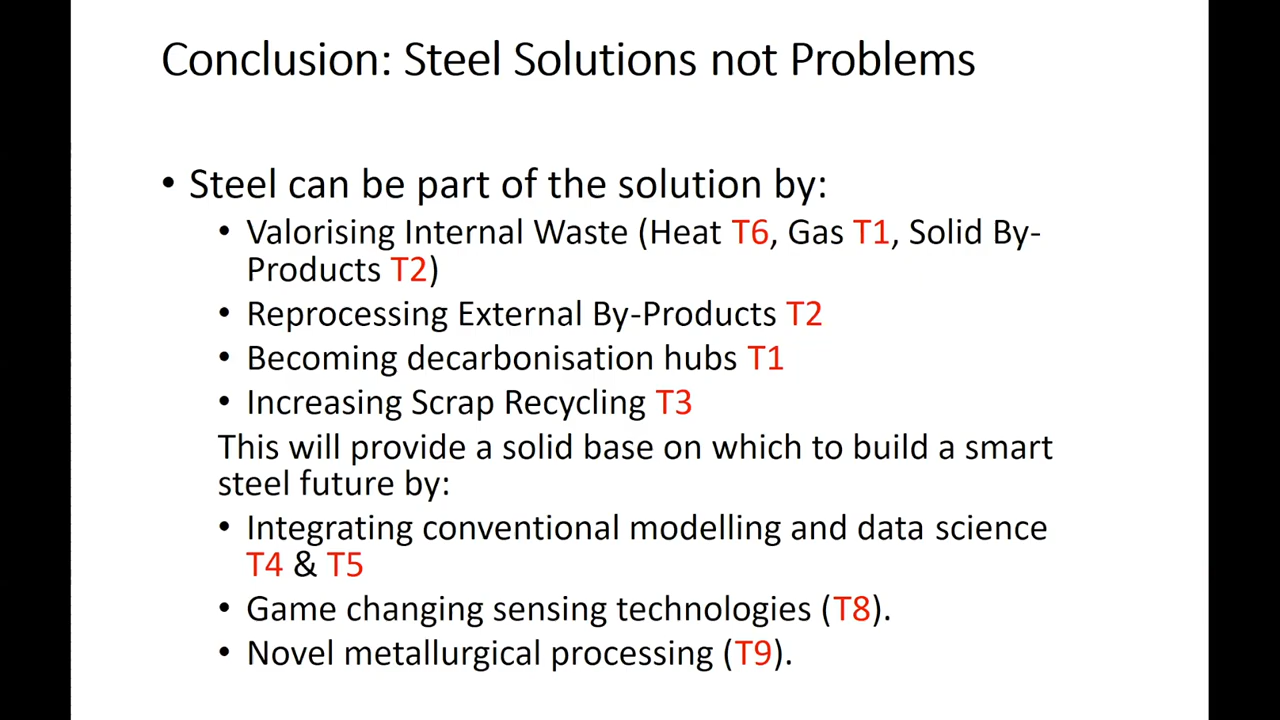 Conclusion: Steel Solutions not Problems
• Steel can be part of the solution by:
• Valorising Internal Waste (Heat T6, Gas T1, Solid By-
Products T2)
• Reprocessing External By-Products T2
• Becoming decarbonisation hubs T1
• Increasing Scrap Recycling T3
This will provide a solid base on which to build a smart
steel future by:
• Integrating conventional modelling and data science
T4 & T5
• Game changing sensing technologies (T8).
• Novel metallurgical processing (T9).